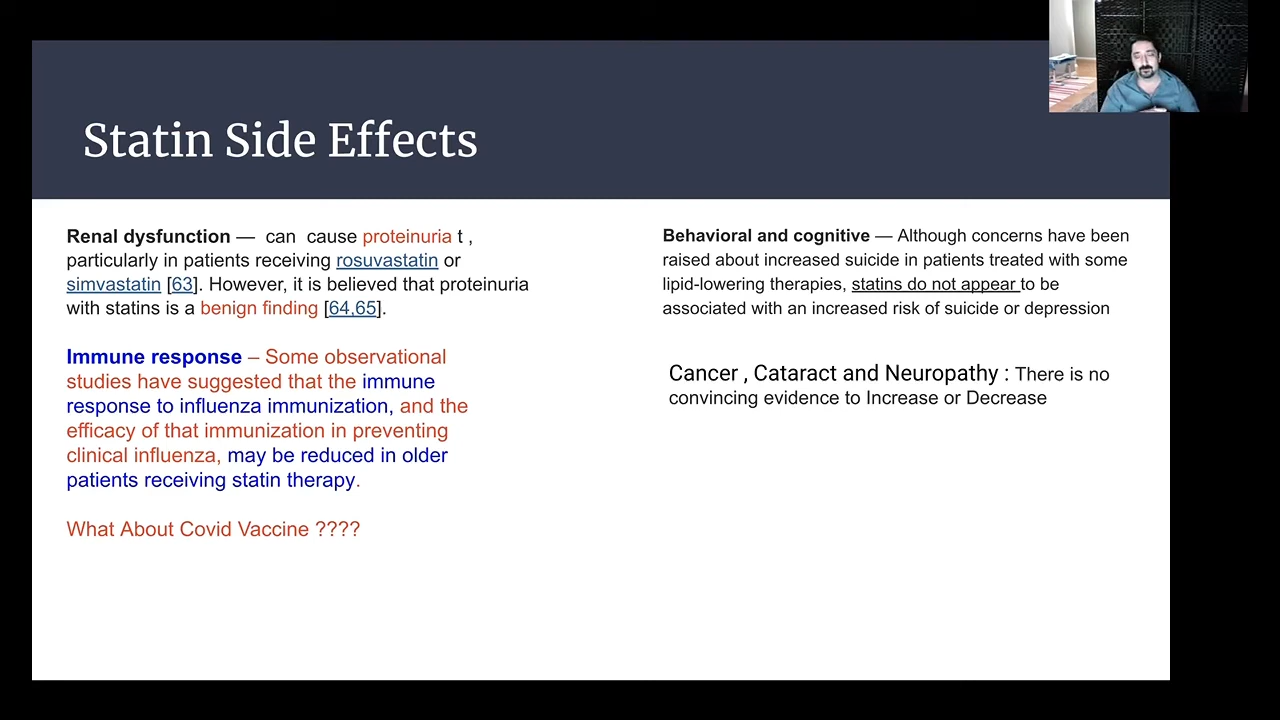 Statin Side Effects
Renal dysfunction — can cause proteinuria t ,
particularly in patients receiving rosuvastatin or
simvastatin [63]. However, it is believed that proteinuria
with statins is a benign finding [64,65].
Immune response – Some observational
studies have suggested that the immune
response to influenza immunization, and the
efficacy of that immunization in preventing
clinical influenza, may be reduced in older
patients receiving statin therapy.
What About Covid Vaccine ????
Behavioral and cognitive — Although concerns have been
raised about increased suicide in patients treated with some
lipid-lowering therapies, statins do not appear to be
associated with an increased risk of suicide or depression
Cancer , Cataract and Neuropathy : There is no
convincing evidence to Increase or Decrease